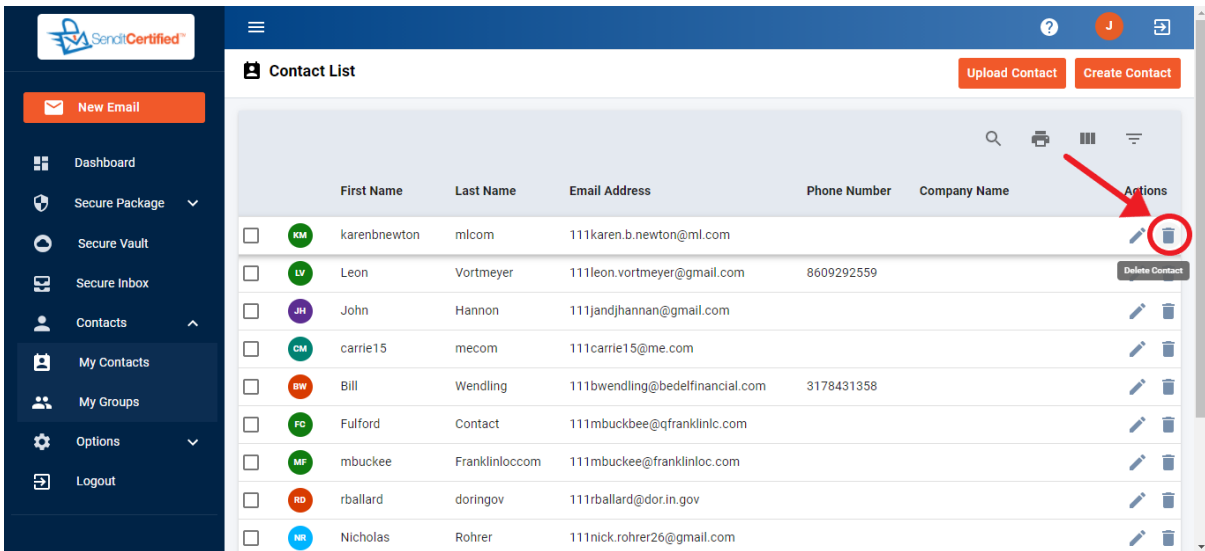 SenditCertified™
J
Contact List
Upload Contact
Create Contact
New Email
Dashboard
Secure Package
Secure Vault
Secure Inbox
Contacts
My Contacts
My Groups
Options
Logout
First Name Last Name Email Address Phone Number Company Name Actions
KM karenbnewton mlcom 111karen.b.newton@ml.com
LV Leon Vortmeyer 111leon.vortmeyer@gmail.com 8609292559
Delete Contact
JH John Hannon 111jandjhannan@gmail.com
CM carrie15 mecom 111carrie15@me.com
BW Bill Wendling 111bwendling@bedelfinancial.com 3178431358
FC Fulford Contact 111mbuckbee@qfranklinlc.com
MF mbuckee Franklinloccom 111mbuckee@franklinloc.com
RD rballard doringov 111rballard@dor.in.gov
NR Nicholas Rohrer 111nick.rohrer26@gmail.com